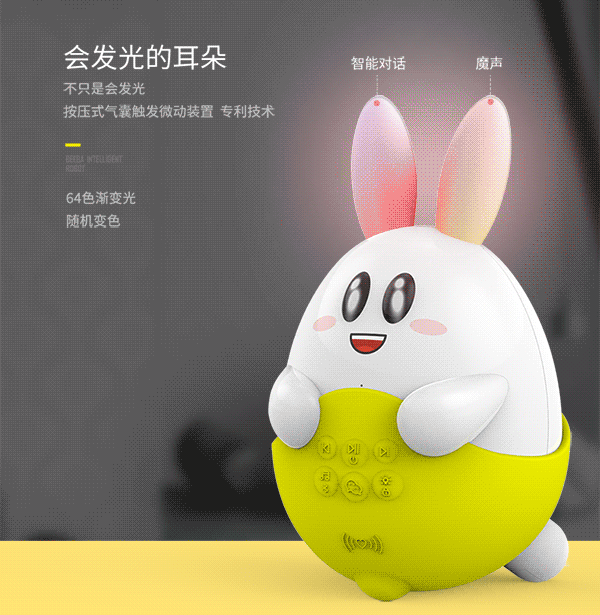 会发光的耳朵
不只是会发光
按压式气囊触发微动装置 专利技术
INTELLIGENT
ROBOT
64色渐变光
随机变色
智能对话
魔声